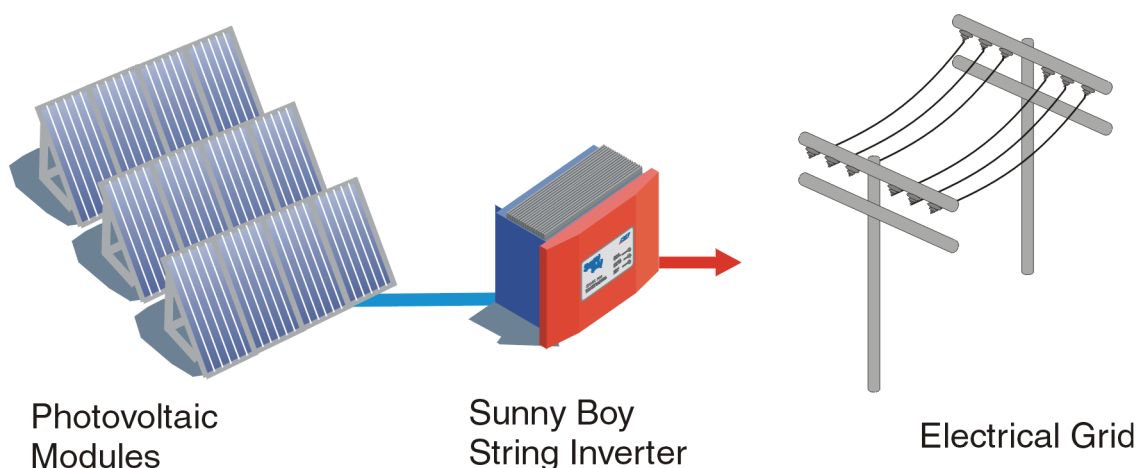 Photovoltaic
Modules
Sunny Boy
String Inverter
Electrical Grid